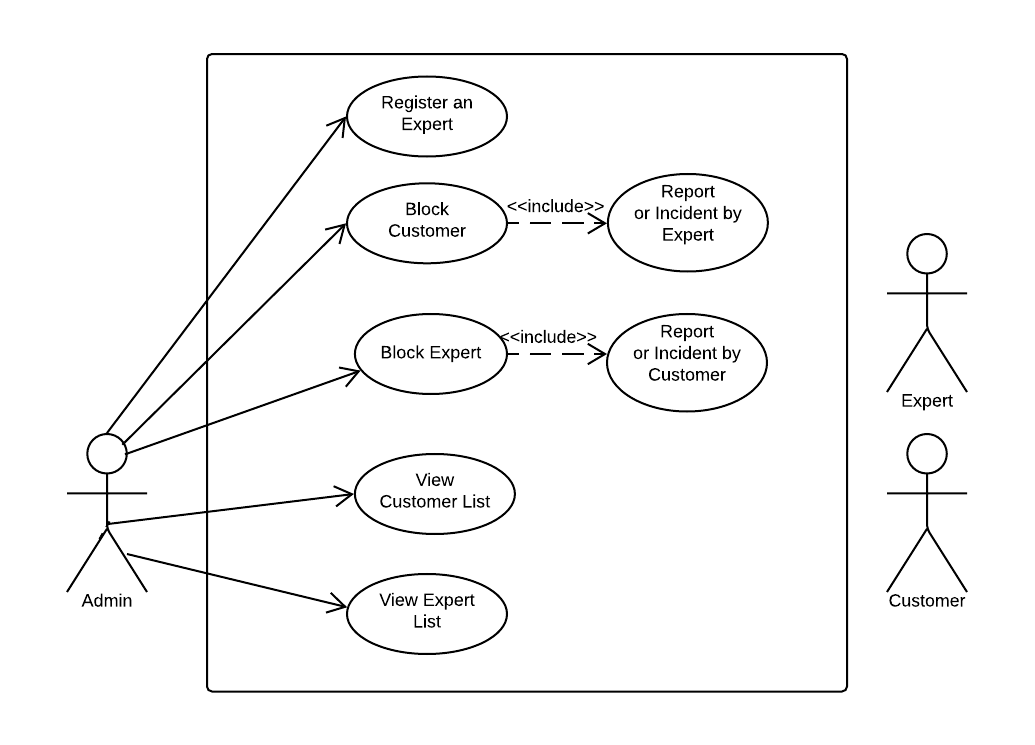 Register an
Expert
Block
Customer
<<include>>
Report
or Incident by
Expert
Block Expert
<<include>>
Report
or Incident by
Customer
View
Customer List
View Expert
List
Admin
Expert
Customer